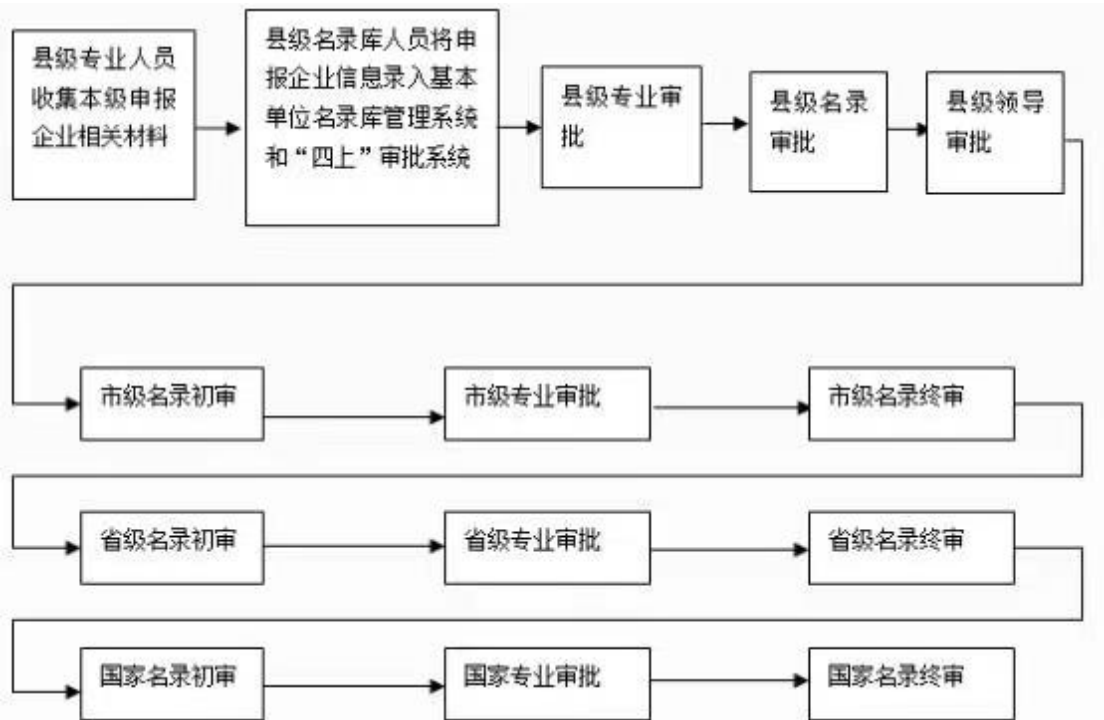 县级专业人员
收集本级申报
企业相关材料
县级名录库人员将申
报企业信息录入基本
单位名录库管理系统
和“四上”审批系统
县级专业审
批
县级名录
审批
县级领导
审批
市级名录初审
市级专业审批
市级名录终审
省级名录初审
省级专业审批
省级名录终审
国家名录初审
国家专业审批
国家名录终审